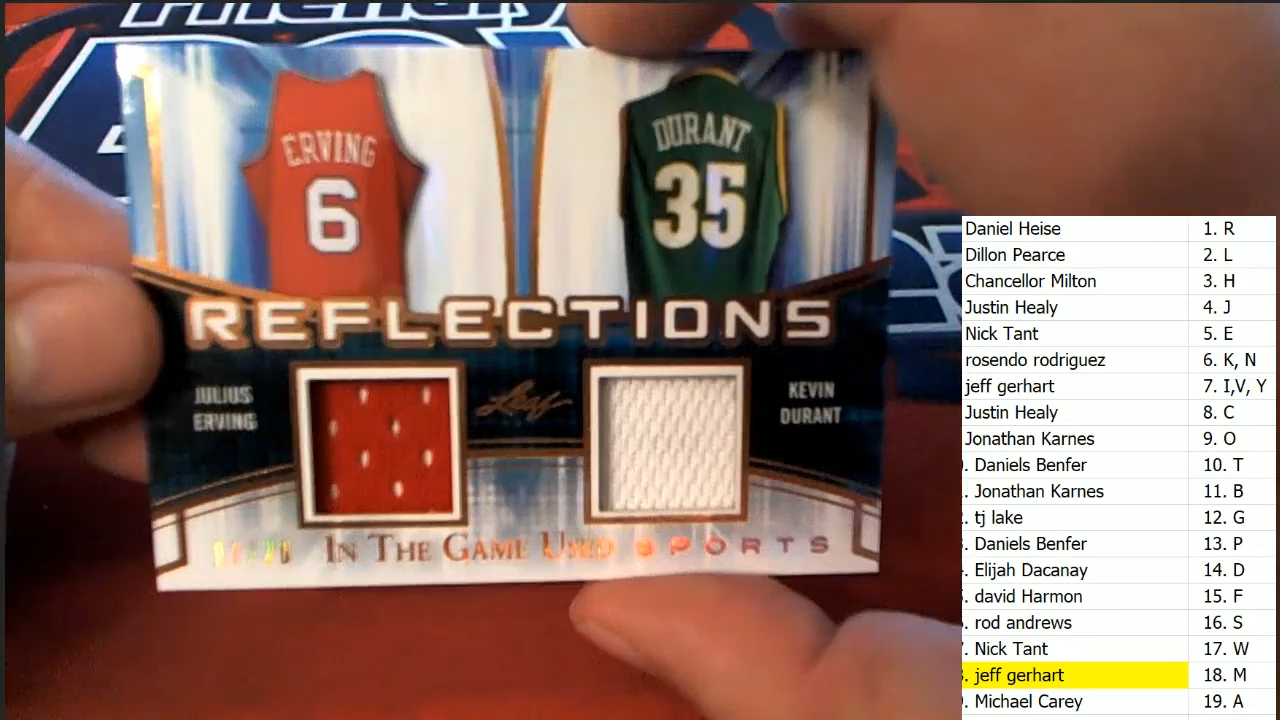 ERVING
6
DURANT
35
REFLECTIONS
JULIUS
ERVING
Leaf
KEVIN
DURANT
IN THE GAME USED SPORTS
Daniel Heise 1. R
Dillon Pearce 2. L
Chancellor Milton 3. H
Justin Healy 4. J
Nick Tant 5. E
rosendo rodriguez 6. K, N
jeff gerhart 7. I,V, Y
Justin Healy 8. C
Jonathan Karnes 9. O
. Daniels Benfer 10. T
. Jonathan Karnes 11. B
. tj lake 12. G
. Daniels Benfer 13. P
. Elijah Dacanay 14. D
. david Harmon 15. F
. rod andrews 16. S
. Nick Tant 17. W
. jeff gerhart 18. M
. Michael Carey 19. A